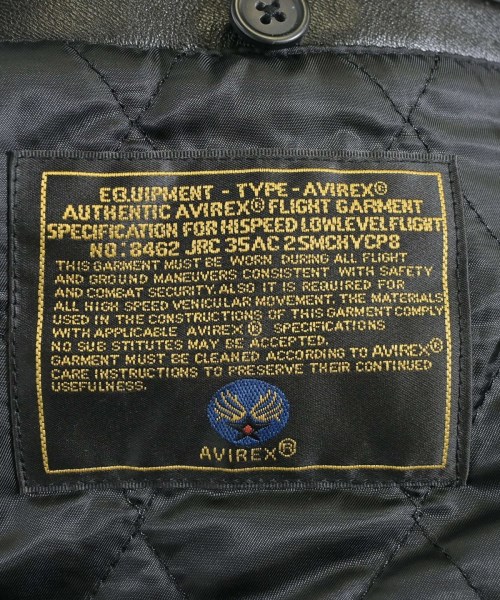 EQUIPMENT - TYPE - AVIREX®
AUTHENTIC AVIREX® FLIGHT GARMENT
SPECIFICATION FOR HISPEED LOWLEVEL FLIGHT
NO:8462 JRC 35AC 2SMCHYCP8
THIS GARMENT MUST BE WORN DURING ALL FLIGHT
AND GROUND MANEUVERS CONSISTENT WITH SAFETY
AND COMBAT SECURITY. ALSO IT IS REQUIRED FOR
ALL HIGH SPEED VENICULAR MOVEMENT. THE MATERIALS
USED IN THE CONSTRUCTIONS OF THIS GARMENT COMPLY
WITH APPLICABLE AVIREX® SPECIFICATIONS
NO SUB STITUTES MAY BE ACCEPTED.
GARMENT MUST BE CLEANED ACCORDING TO AVIREX®
CARE INSTRUCTIONS TO PRESERVE THEIR CONTINUED
USEFULNESS.
AVIREX®